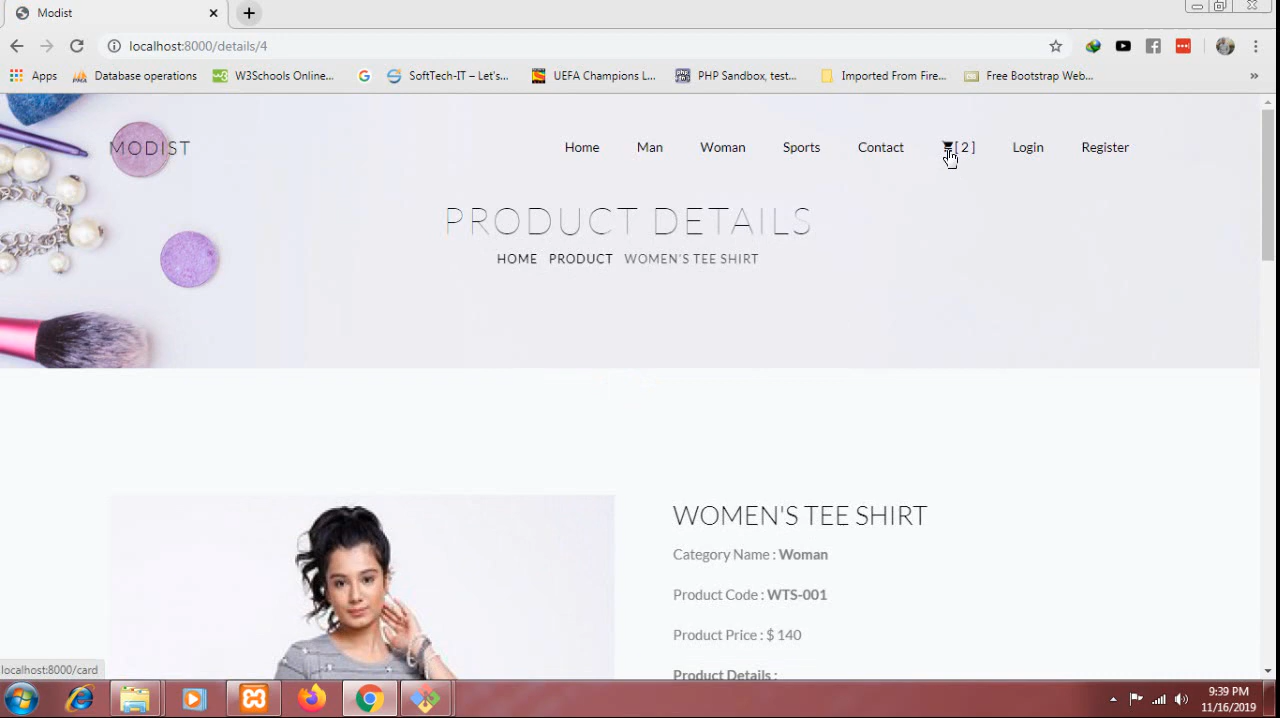 Modist
localhost:8000/details/4
Apps Database operations W3Schools Online... SoftTech-IT – Let's... UEFA Champions L... PHP Sandbox, test... Imported From Fire... Free Bootstrap Web... »
MODIST Home Man Woman Sports Contact [ 2 ] Login Register
PRODUCT DETAILS
HOME PRODUCT WOMEN'S TEE SHIRT
WOMEN'S TEE SHIRT
Category Name : Woman
Product Code : WTS-001
Product Price : $ 140
Product Details :
localhost:8000/card
9:39 PM
11/16/2019